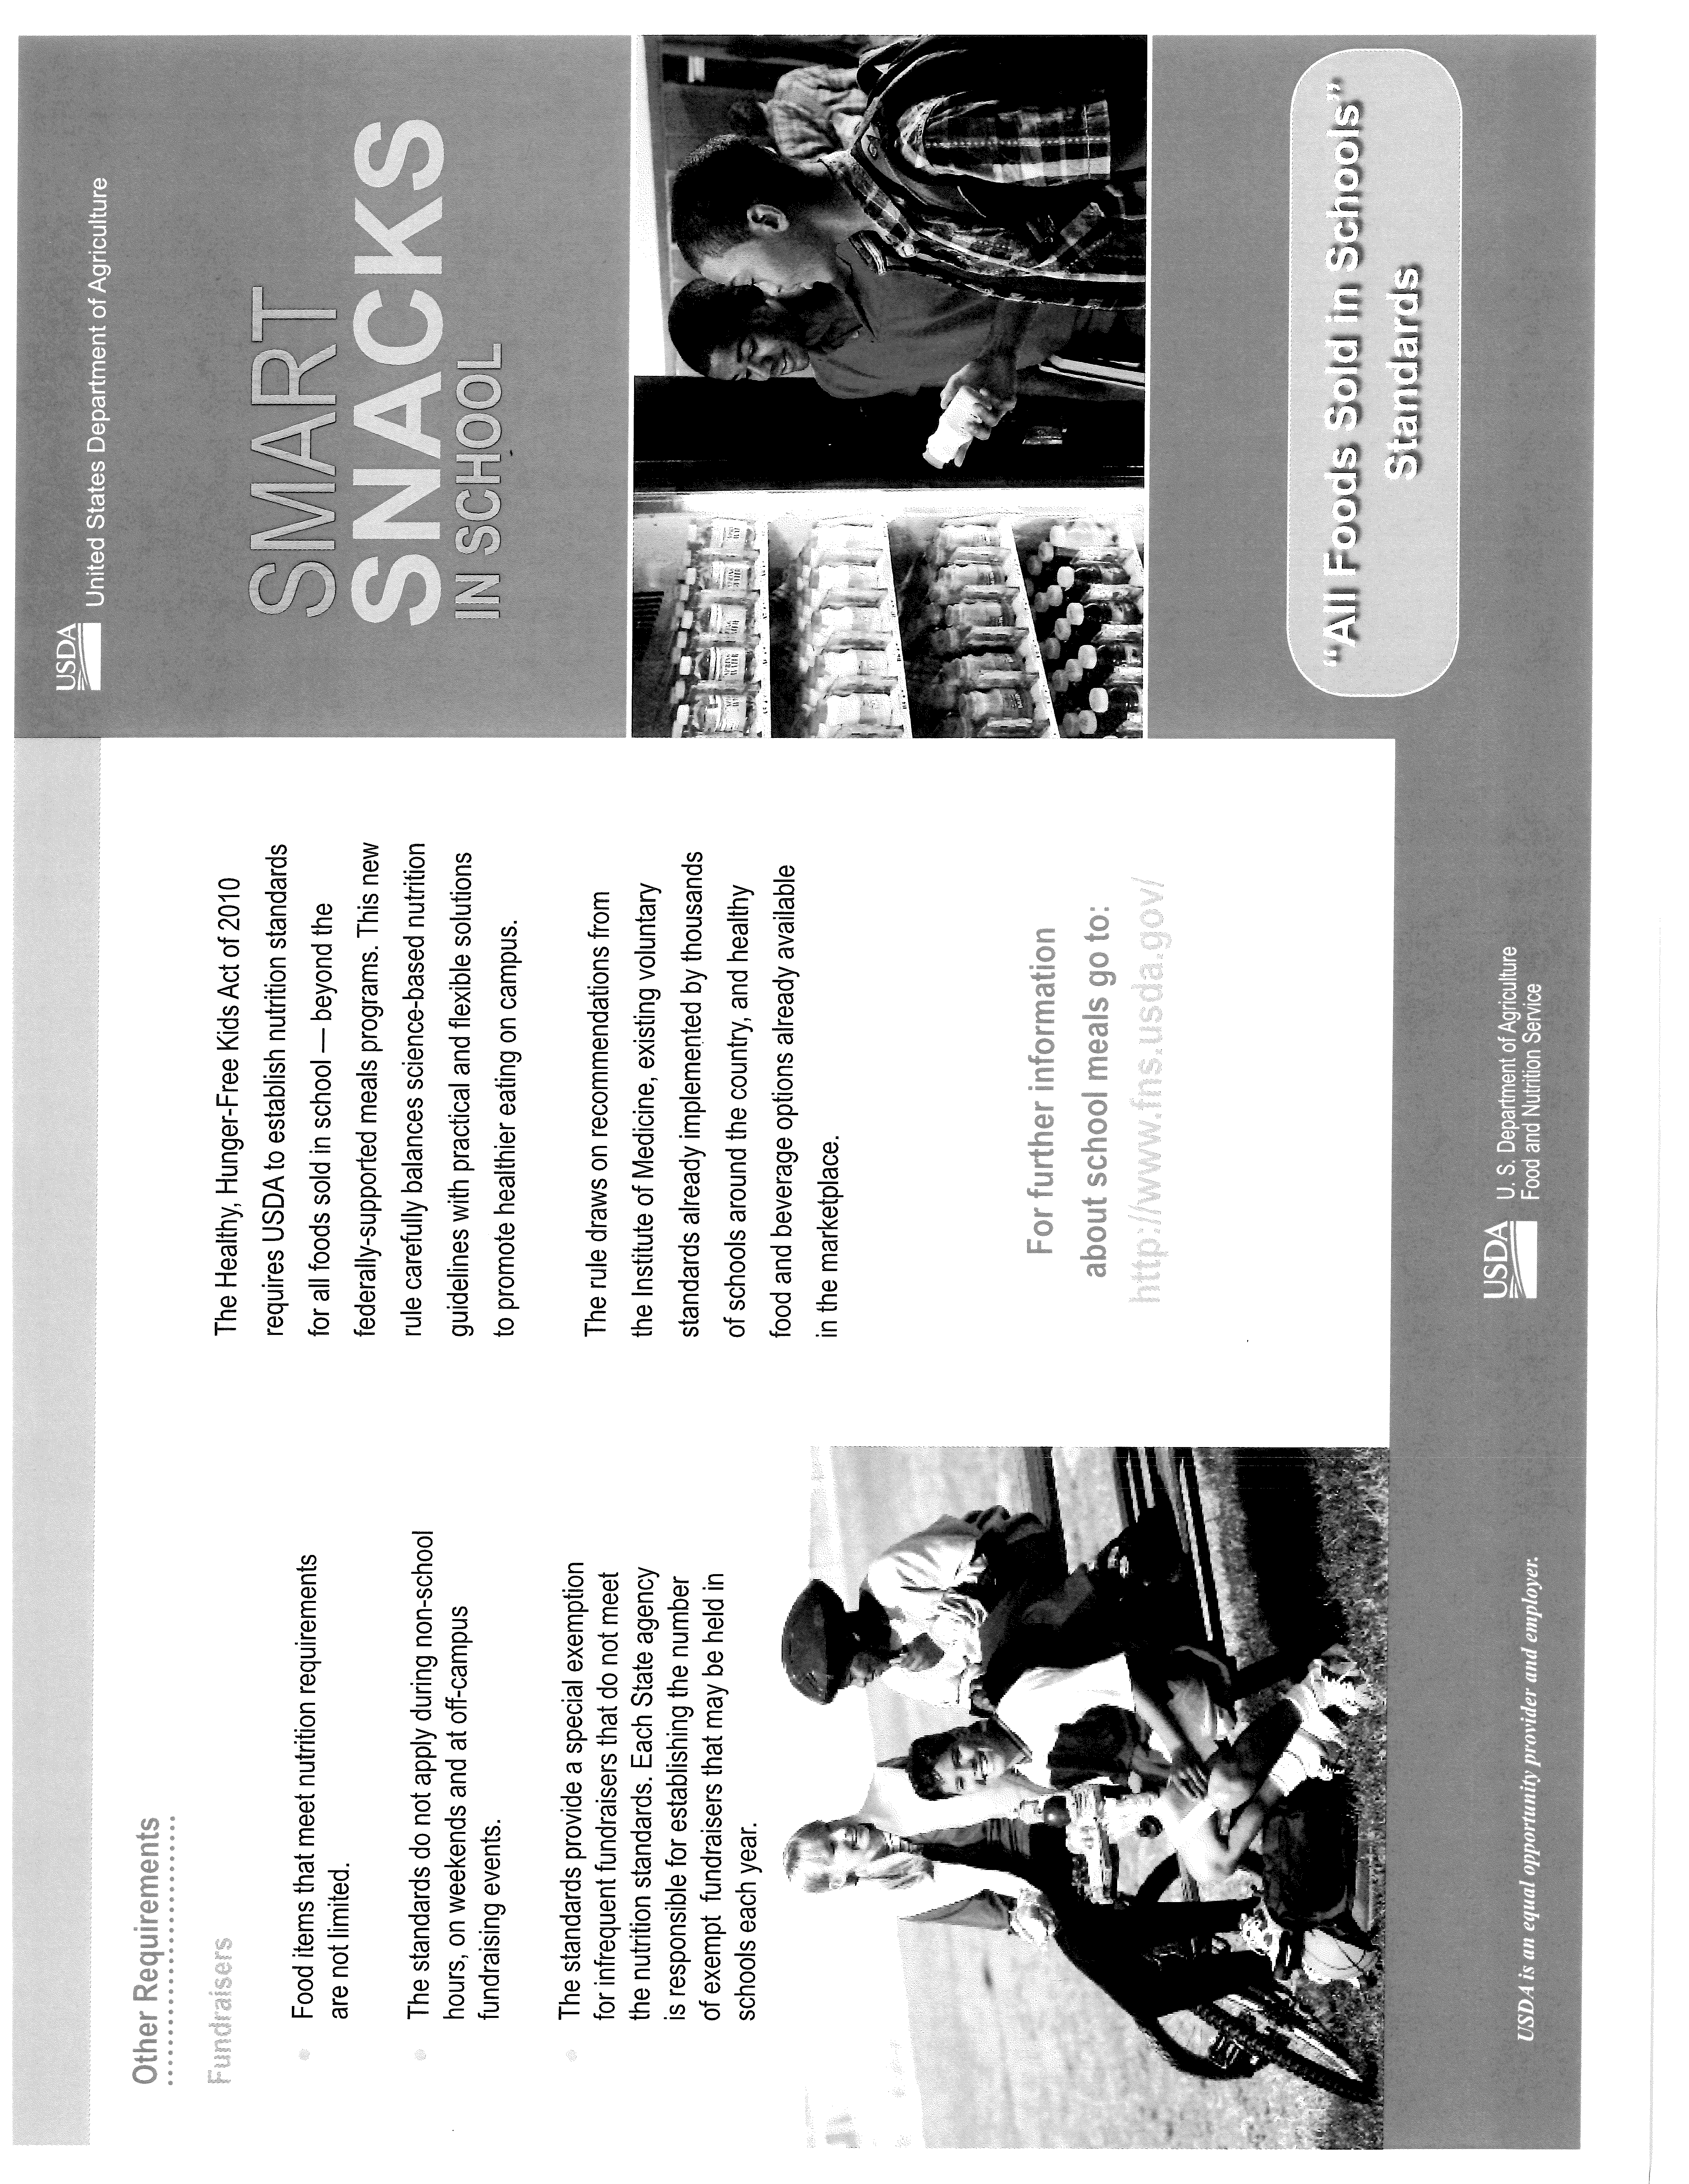 Other Requirements
Fundraisers
Food items that meet nutrition requirements
are not limited.
The standards do not apply during non-school
hours, on weekends and at off-campus
fundraising events.
The standards provide a special exemption
for infrequent fundraisers that do not meet
the nutrition standards. Each State agency
is responsible for establishing the number
of exempt fundraisers that may be held in
schools each year.
USDA is an equal opportunity provider and employer.
The Healthy, Hunger-Free Kids Act of 2010
requires USDA to establish nutrition standards
for all foods sold in school — beyond the
federally-supported meals programs. This new
rule carefully balances science-based nutrition
guidelines with practical and flexible solutions
to promote healthier eating on campus.
The rule draws on recommendations from
the Institute of Medicine, existing voluntary
standards already implemented by thousands
of schools around the country, and healthy
food and beverage options already available
in the marketplace.
For further information
about school meals go to:
http://www.fns.usda.gov/
USDA
U. S. Department of Agriculture
Food and Nutrition Service
USDA
United States Department of Agriculture
SMART
SNACKS
IN SCHOOL
“All Foods Sold in Schools”
Standards